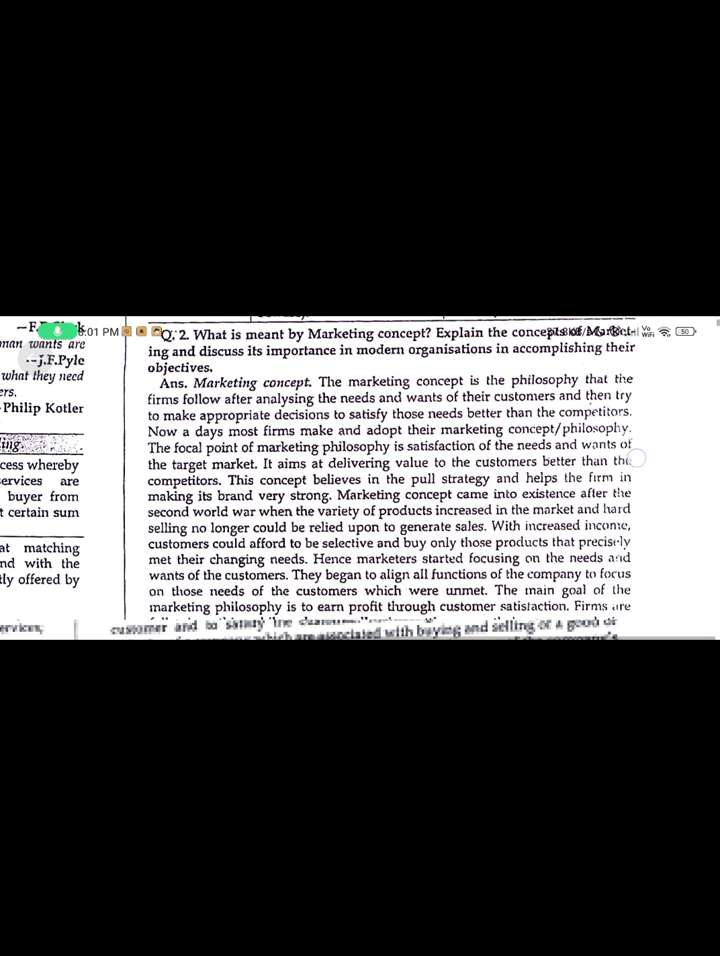 man wants are
--J.F.Pyle
what they need
ers.
Philip Kotler
ing.
cess whereby
ervices are
buyer from
t certain sum
at matching
nd with the
tly offered by
ervices,
:01 PM
50
Q. 2. What is meant by Marketing concept? Explain the concepts of Market-
ing and discuss its importance in modern organisations in accomplishing their
objectives.
Ans. Marketing concept. The marketing concept is the philosophy that the
firms follow after analysing the needs and wants of their customers and then try
to make appropriate decisions to satisfy those needs better than the competitors.
Now a days most firms make and adopt their marketing concept/philosophy.
The focal point of marketing philosophy is satisfaction of the needs and wants of
the target market. It aims at delivering value to the customers better than the
competitors. This concept believes in the pull strategy and helps the firm in
making its brand very strong. Marketing concept came into existence after the
second world war when the variety of products increased in the market and hard
selling no longer could be relied upon to generate sales. With increased income,
customers could afford to be selective and buy only those products that precisely
met their changing needs. Hence marketers started focusing on the needs and
wants of the customers. They began to align all functions of the company to focus
on those needs of the customers which were unmet. The main goal of the
marketing philosophy is to earn profit through customer satisfaction. Firms are
customer and to satisfy the
which are associated with buying and selling of a good or